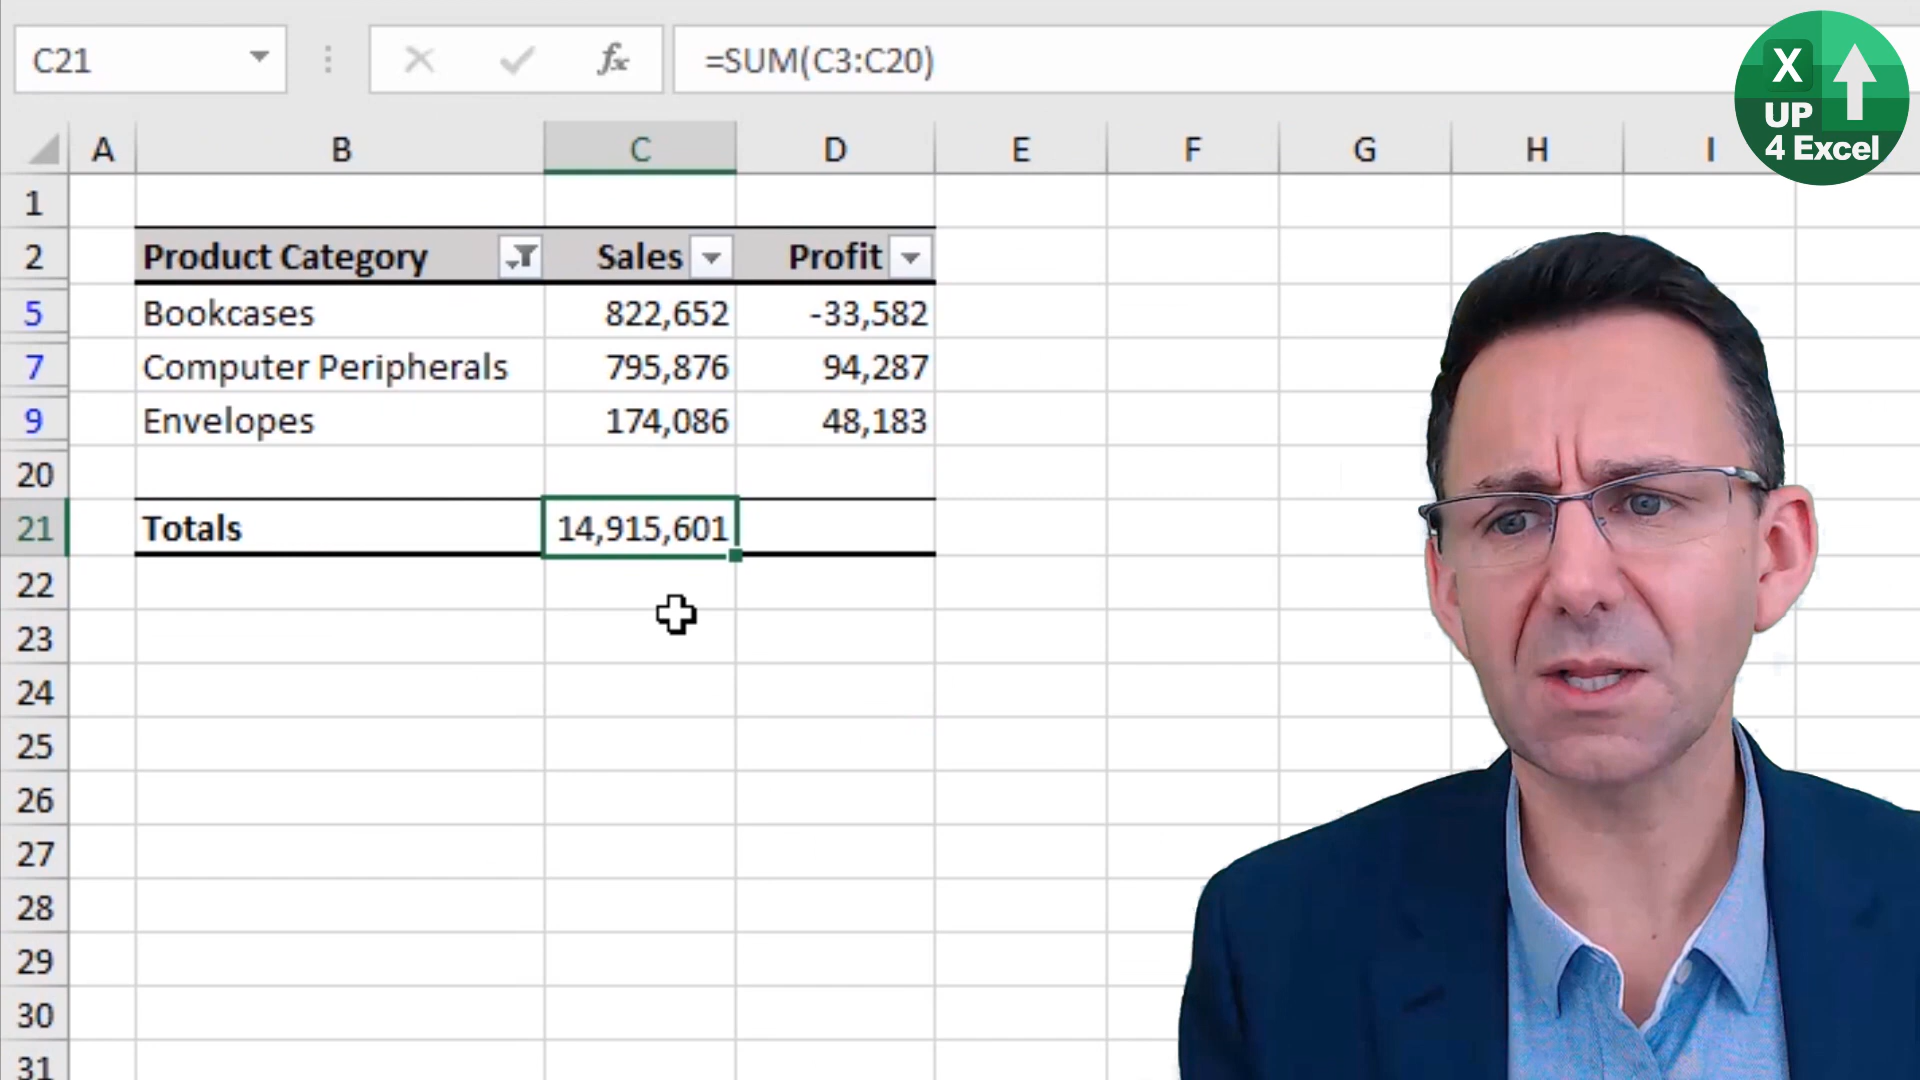 C21 fx =SUM(C3:C20)
X
UP
4 Excel
A B C D E F G H I
1
2 Product Category Sales Profit
5 Bookcases 822,652 -33,582
7 Computer Peripherals 795,876 94,287
9 Envelopes 174,086 48,183
20
21 Totals 14,915,601
22
23
24
25
26
27
28
29
30
31